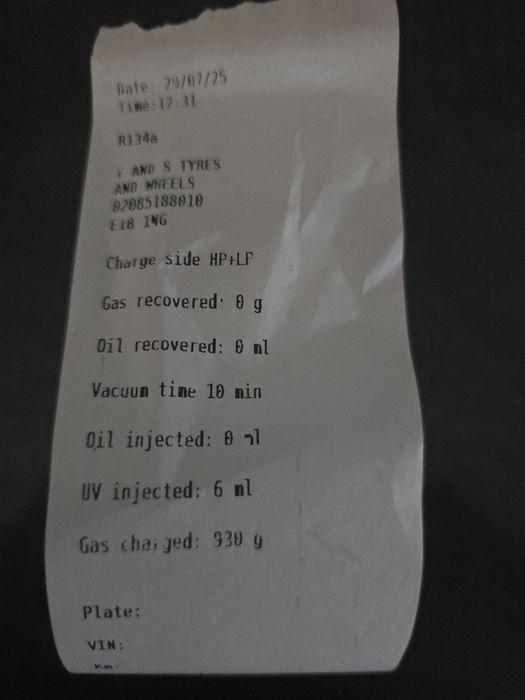 Date: 29/07/25
Time:12:31
R134a
AND S TYRES
AND WHEELS
02085188010
E18 1NG
Charge side HP+LP
Gas recovered: 0 g
Oil recovered: 0 ml
Vacuum time 10 min
Oil injected: 0 ml
UV injected: 6 ml
Gas charged: 930 g
Plate:
VIN:
Km: